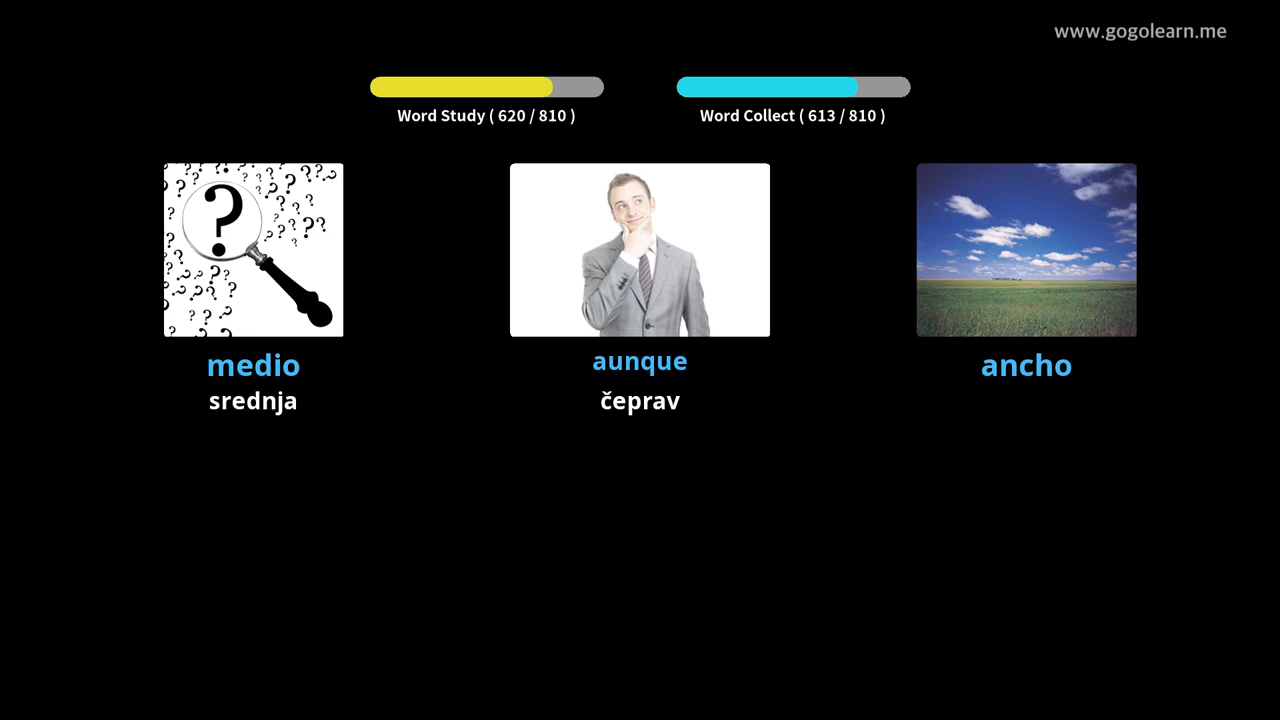 www.gogolearn.me
Word Study ( 620 / 810 )
Word Collect ( 613 / 810 )
medio
srednja
aunque
čeprav
ancho